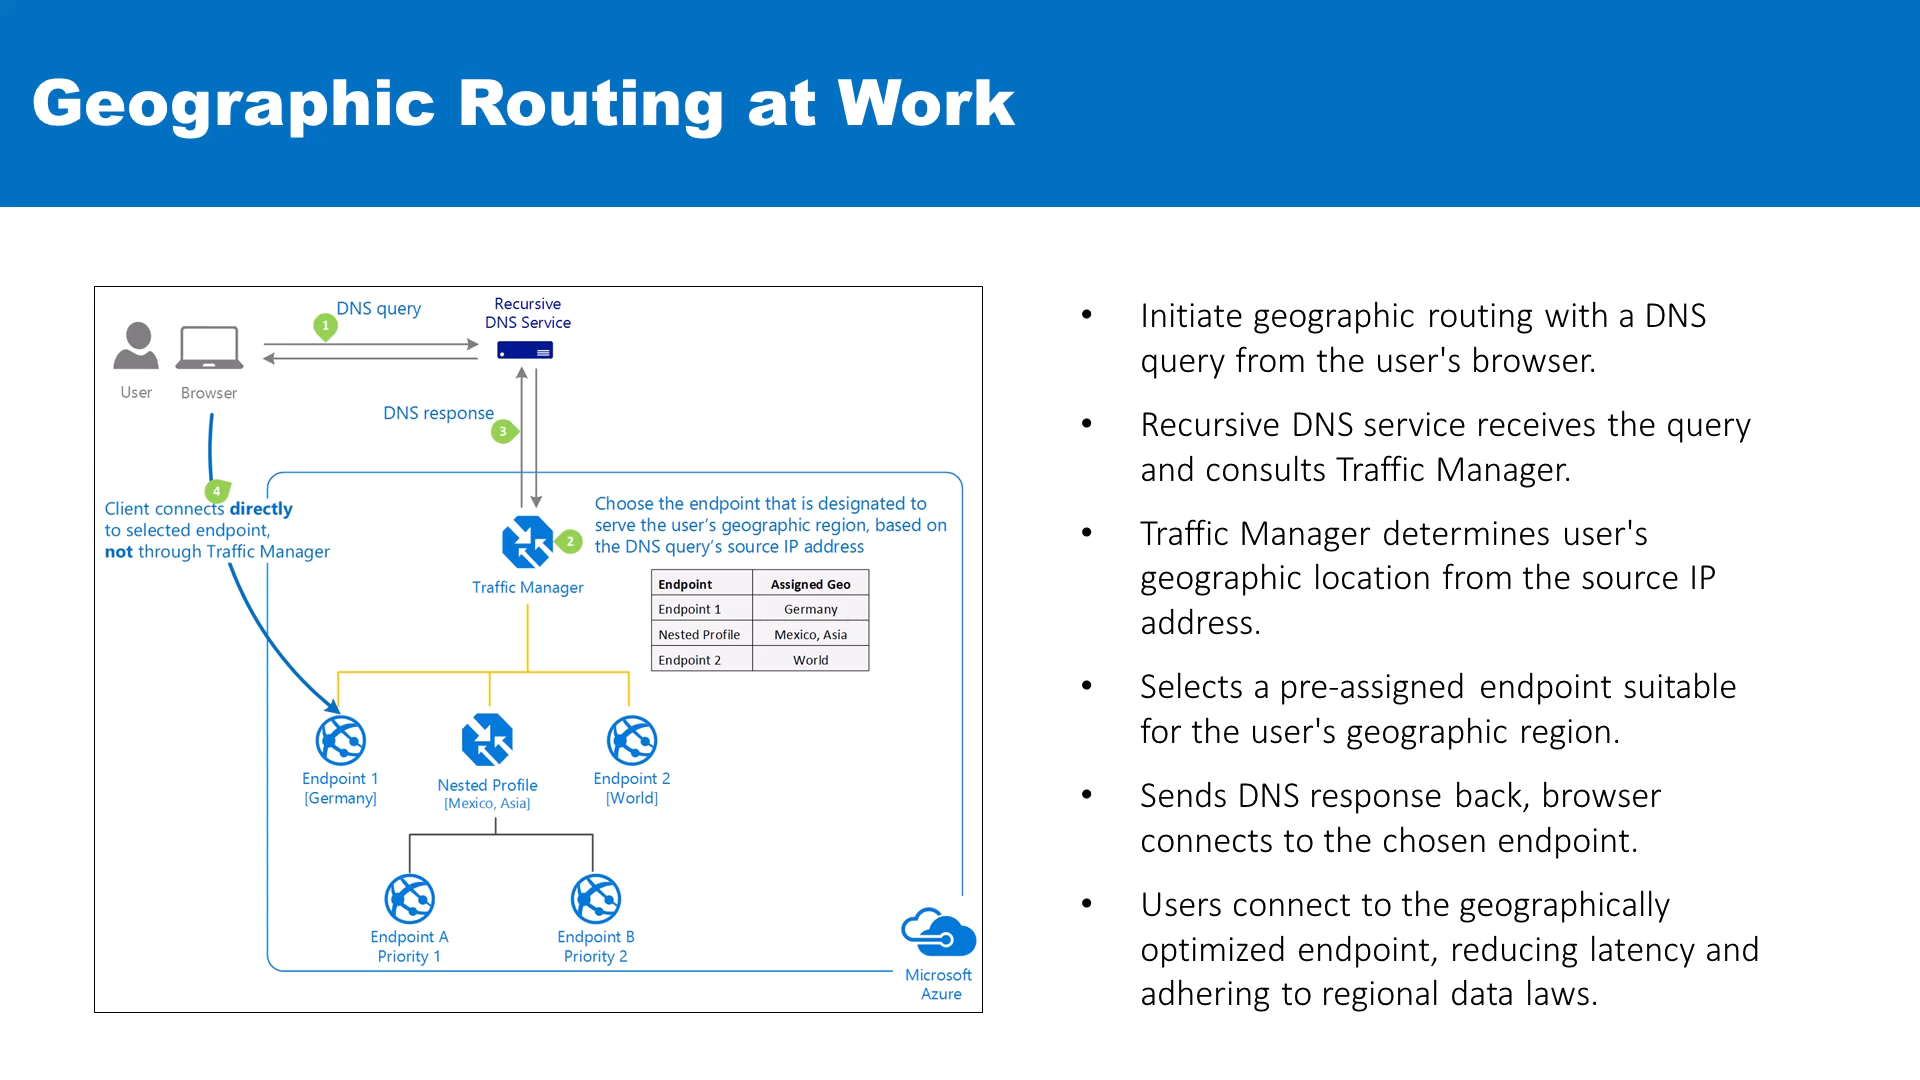 Geographic Routing at Work
DNS query
1
Recursive
DNS Service
User
Browser
DNS response
3
4
Client connects directly
to selected endpoint,
not through Traffic Manager
Choose the endpoint that is designated to
serve the user's geographic region, based on
the DNS query's source IP address
2
Traffic Manager
Endpoint Assigned Geo
Endpoint 1 Germany
Nested Profile Mexico, Asia
Endpoint 2 World
Endpoint 1
[Germany]
Nested Profile
[Mexico, Asia]
Endpoint 2
[World]
Endpoint A
Priority 1
Endpoint B
Priority 2
Microsoft
Azure
• Initiate geographic routing with a DNS
query from the user's browser.
• Recursive DNS service receives the query
and consults Traffic Manager.
• Traffic Manager determines user's
geographic location from the source IP
address.
• Selects a pre-assigned endpoint suitable
for the user's geographic region.
• Sends DNS response back, browser
connects to the chosen endpoint.
• Users connect to the geographically
optimized endpoint, reducing latency and
adhering to regional data laws.